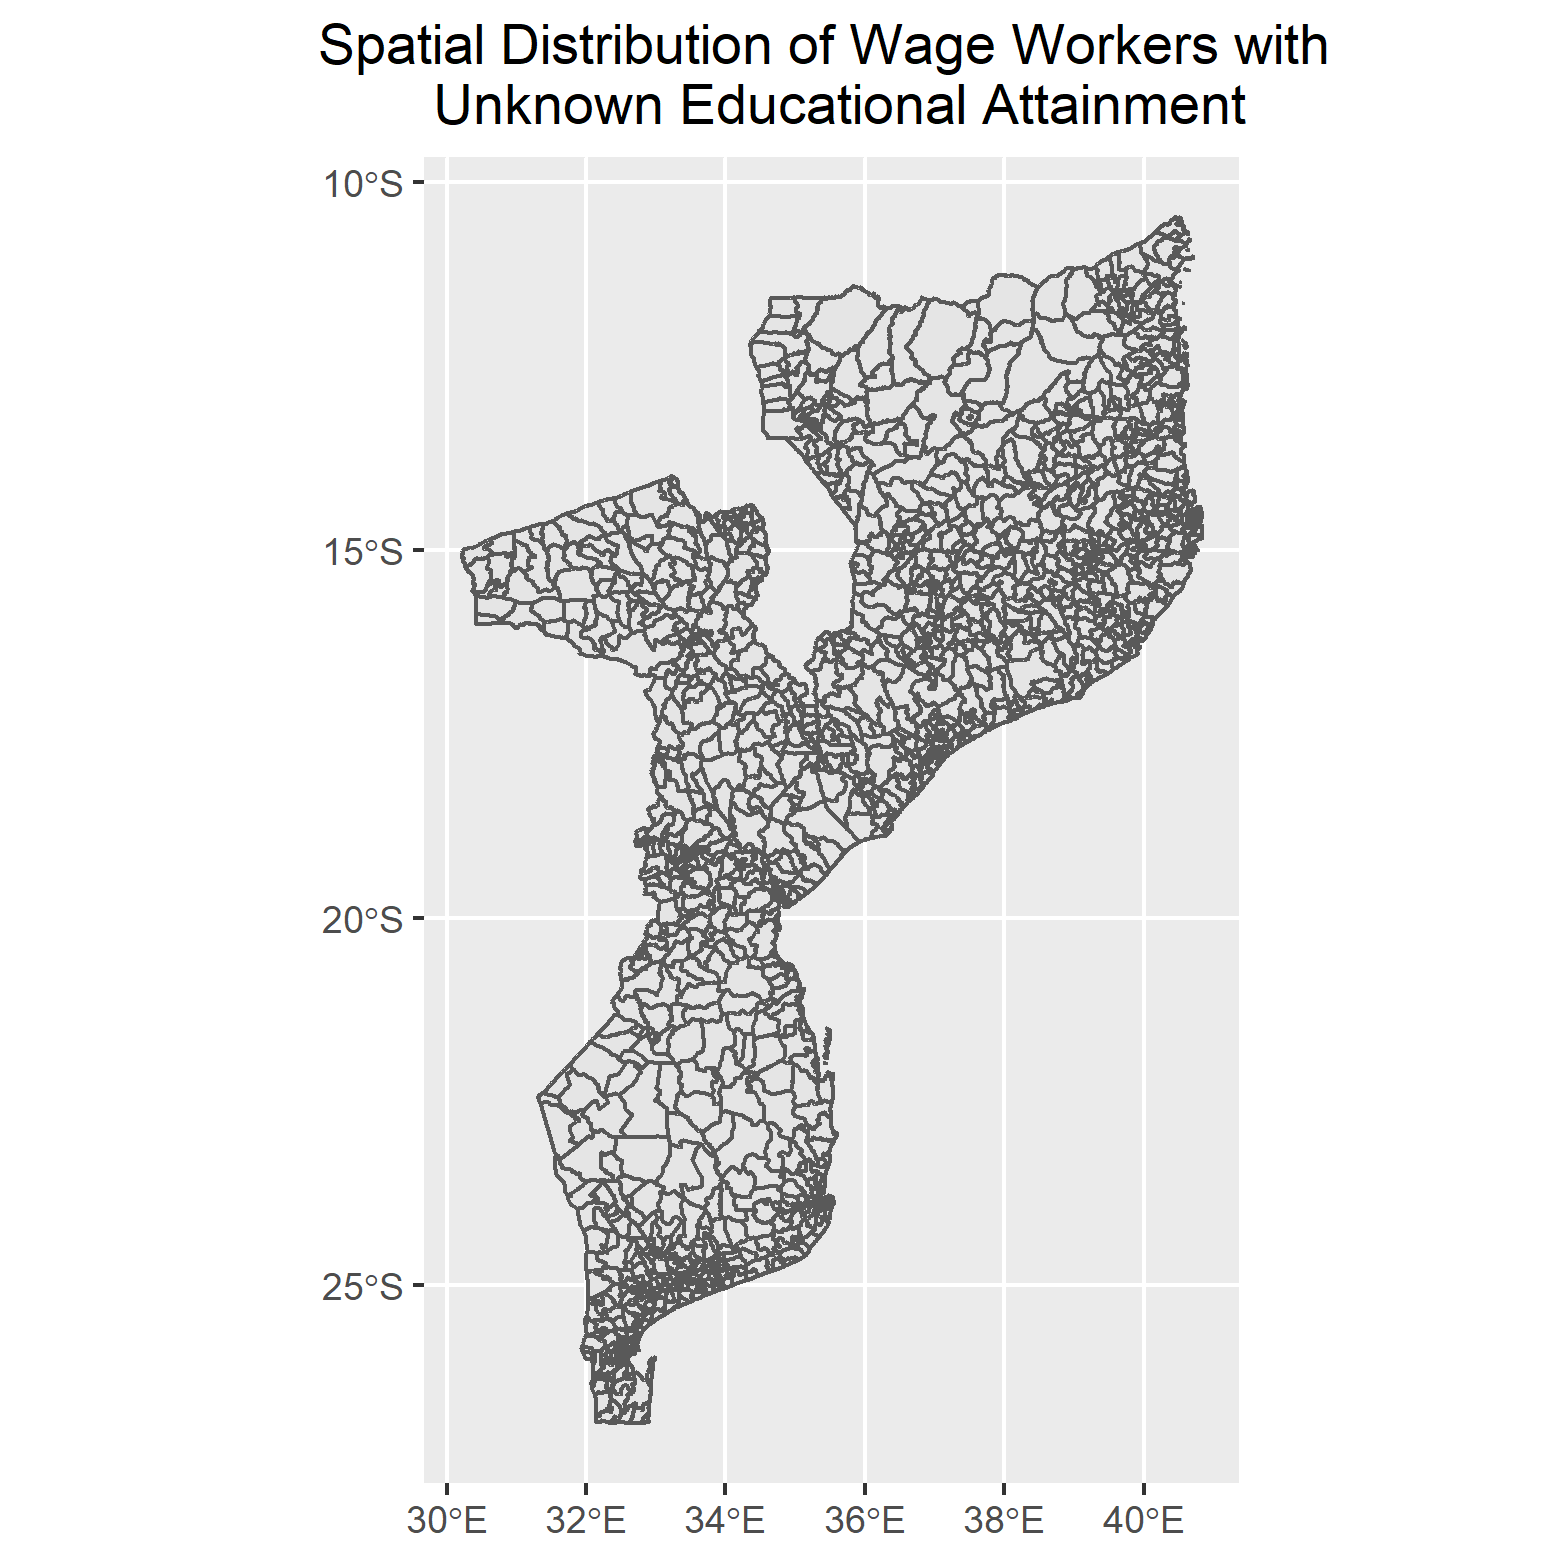 Spatial Distribution of Wage Workers with
Unknown Educational Attainment
10°S
15°S
20°S
25°S
30°E 32°E 34°E 36°E 38°E 40°E